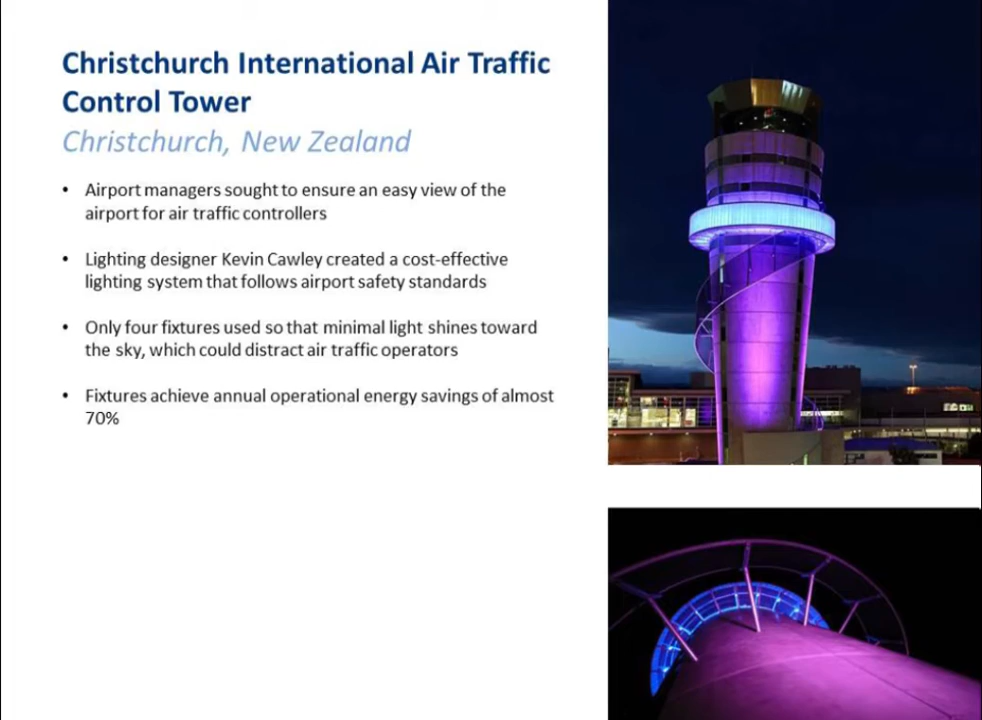 Christchurch International Air Traffic
Control Tower
Christchurch, New Zealand
• Airport managers sought to ensure an easy view of the
airport for air traffic controllers
• Lighting designer Kevin Cawley created a cost-effective
lighting system that follows airport safety standards
• Only four fixtures used so that minimal light shines toward
the sky, which could distract air traffic operators
• Fixtures achieve annual operational energy savings of almost
70%